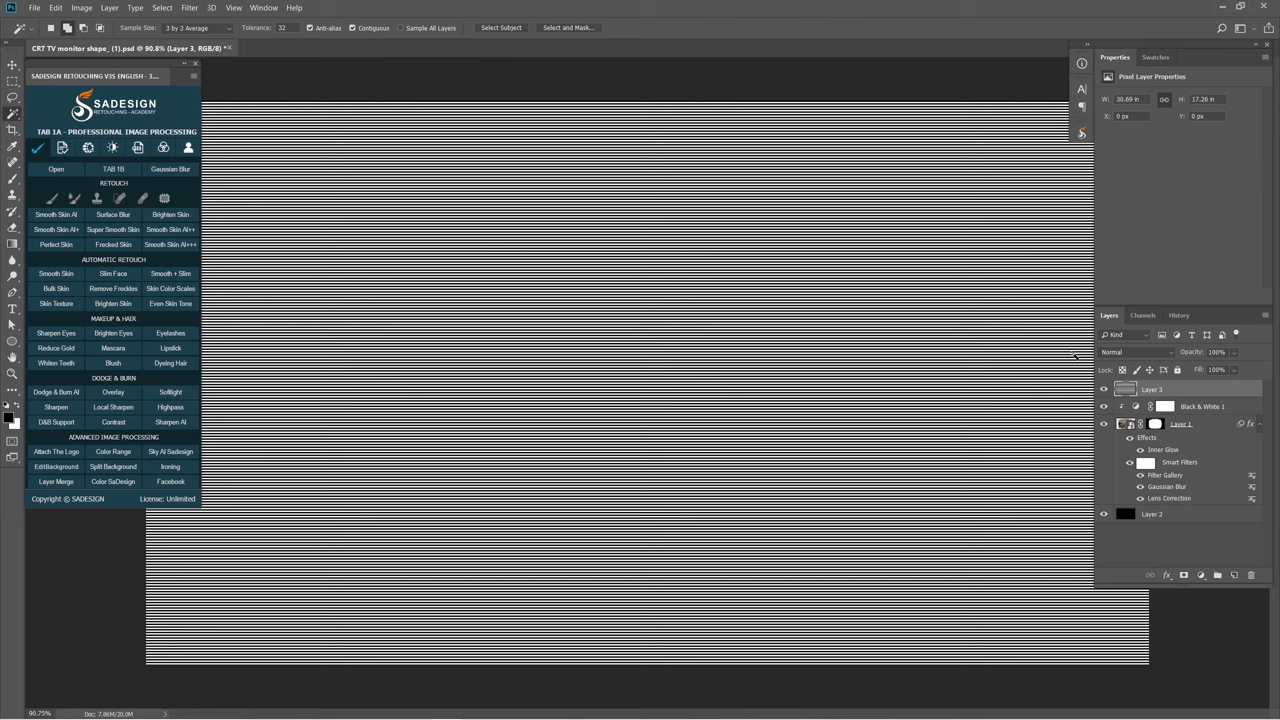 Ps File Edit Image Layer Type Select Filter 3D View Window Help
Sample Size: 3 by 3 Average Tolerance: 32 Anti-alias Contiguous Sample All Layers Select Subject Select and Mask...
CRT TV monitor shape_ (1).psd @ 90.8% (Layer 3, RGB/8) *
SADESIGN RETOUCHING V3S ENGLISH - 3....
SADESIGN
RETOUCHING - ACADEMY
TAB 1A - PROFESSIONAL IMAGE PROCESSING
Open TAB 1B Gaussian Blur
RETOUCH
Smooth Skin AI Surface Blur Brighten Skin
Smooth Skin AI+ Super Smooth Skin Smooth Skin AI++
Perfect Skin Frecked Skin Smooth Skin AI+++
AUTOMATIC RETOUCH
Smooth Skin Slim Face Smooth + Slim
Bulk Skin Remove Freckles Skin Color Scales
Skin Texture Brighten Skin Even Skin Tone
MAKEUP & HAIR
Sharpen Eyes Brighten Eyes Eyelashes
Reduce Gold Mascara Lipstick
Whiten Teeth Blush Dyeing Hair
DODGE & BURN
Dodge & Burn AI Overlay Softlight
Sharpen Local Sharpen Highpass
D&B Support Contrast Sharpen AI
ADVANCED IMAGE PROCESSING
Attach The Logo Color Range Sky AI Sadesign
EditBackground Split Background Ironing
Layer Merge Color SaDesign Facebook
Copyright © SADESIGN License: Unlimited
Properties Swatches
Pixel Layer Properties
W: 30.69 in H: 17.26 in
X: 0 px Y: 0 px
Layers Channels History
Kind
Normal Opacity: 100%
Lock: Fill: 100%
Layer 3
Black & White 1
Layer 1 fx
Effects
Inner Glow
Smart Filters
Filter Gallery
Gaussian Blur
Lens Correction
Layer 2
fx
90.75% Doc: 7.86M/20.0M